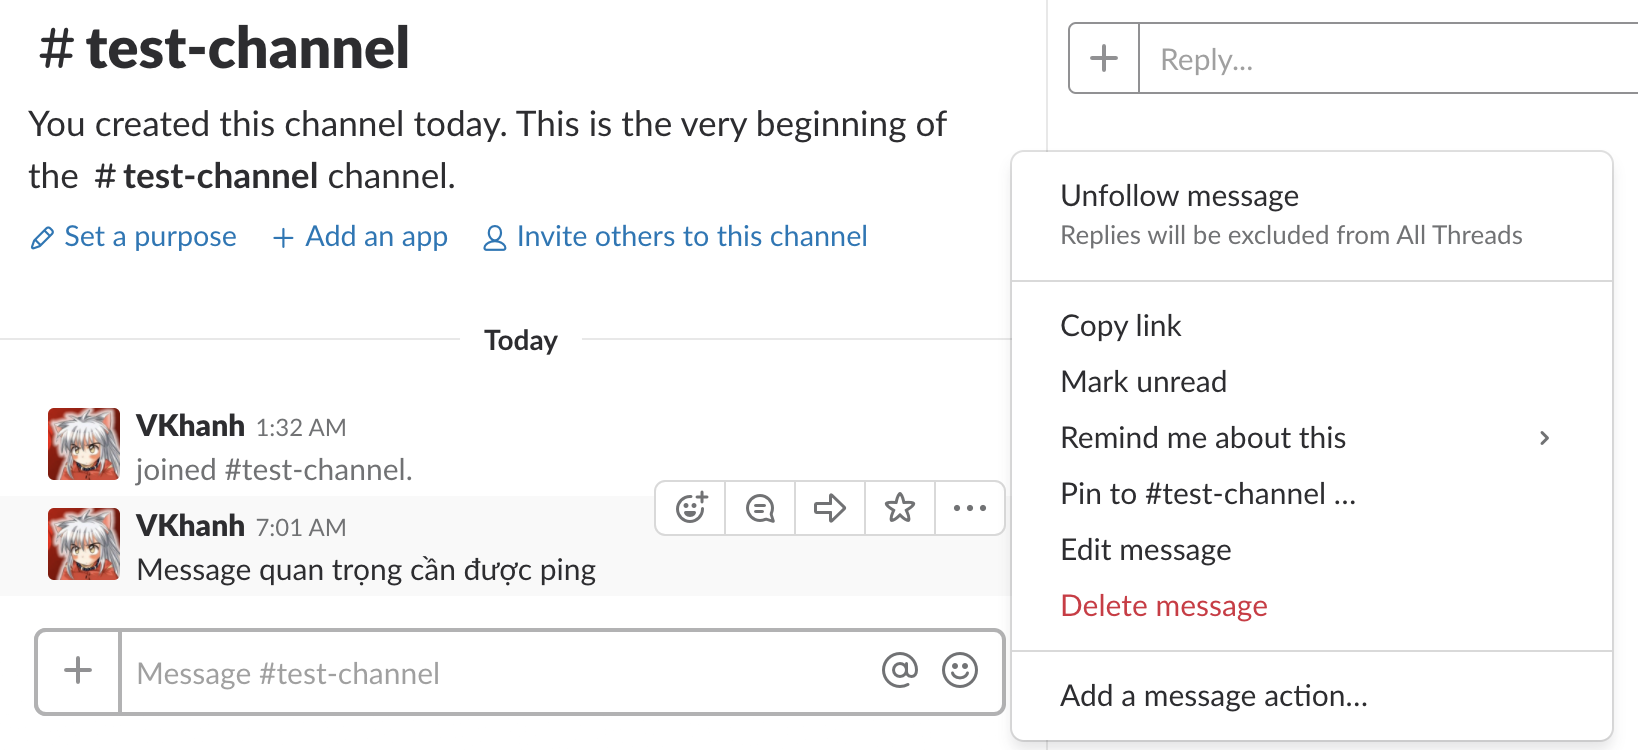 # test-channel
You created this channel today. This is the very beginning of
the # test-channel channel.
Set a purpose
Add an app
Invite others to this channel
Today
VKhanh 1:32 AM
joined #test-channel.
VKhanh 7:01 AM
Message quan trọng cần được ping
Message #test-channel
Reply...
Unfollow message
Replies will be excluded from All Threads
Copy link
Mark unread
Remind me about this
Pin to #test-channel ...
Edit message
Delete message
Add a message action...